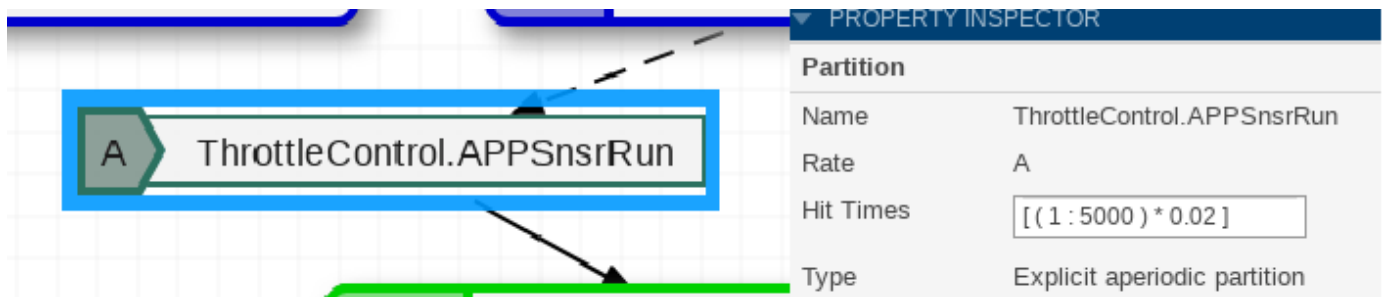 PROPERTY INSPECTOR
Partition
A ThrottleControl.APPSnsrRun
Name ThrottleControl.APPSnsrRun
Rate A
Hit Times [ ( 1 : 5000 ) * 0.02 ]
Type Explicit aperiodic partition